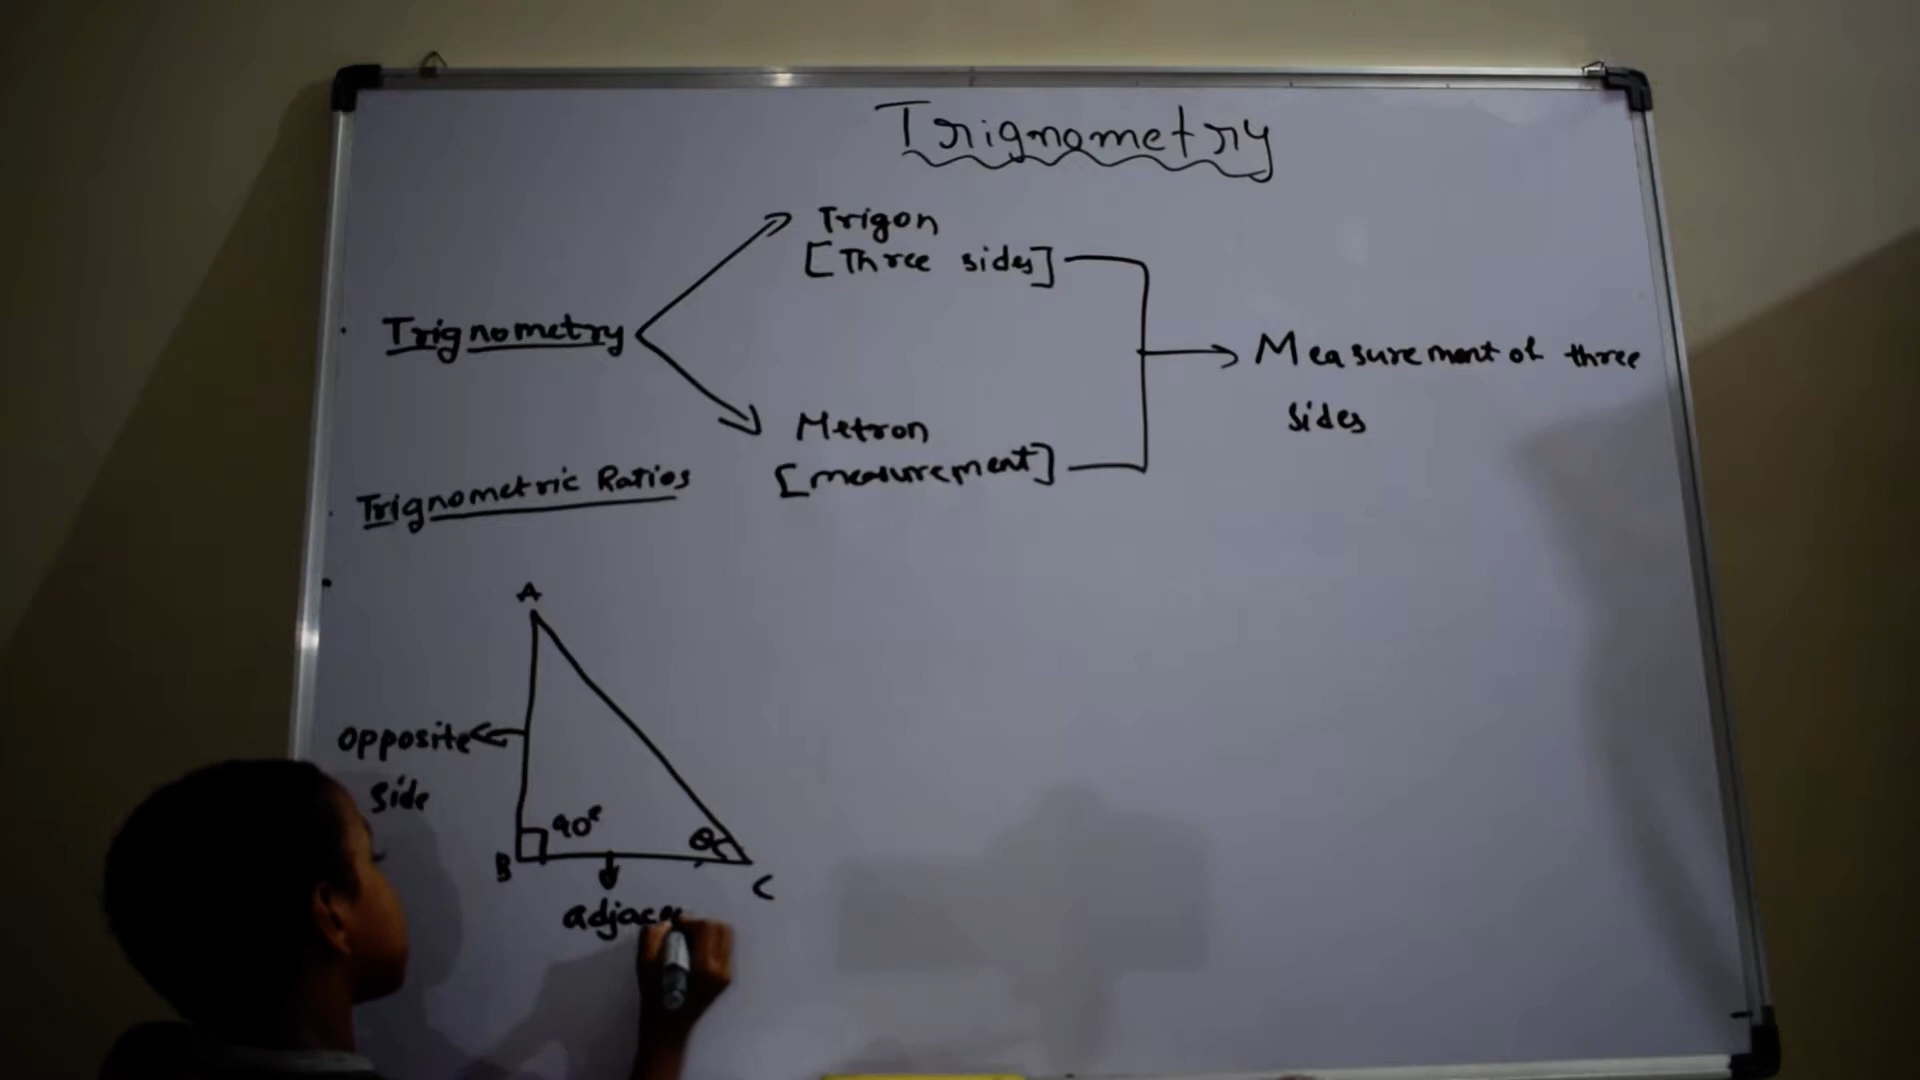 Trignometry
Trigon
[Three sides]
Trignometry
Measurement of three
sides
Metron
[measurement]
Trignometric Ratios
A
opposite
side
90°
θ
B
C
adjace